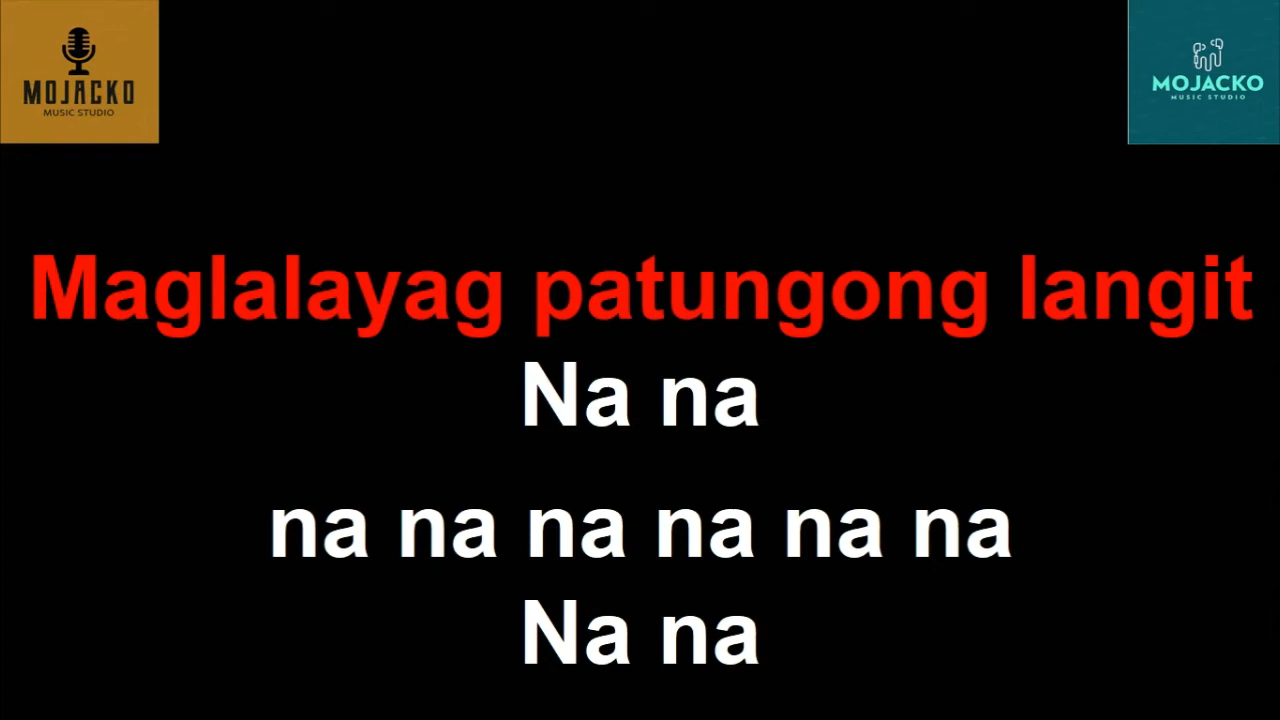 MOJACKO
MUSIC STUDIO
MOJACKO
MUSIC STUDIO
Maglalayag patungong langit
Na na
na na na na na na
Na na